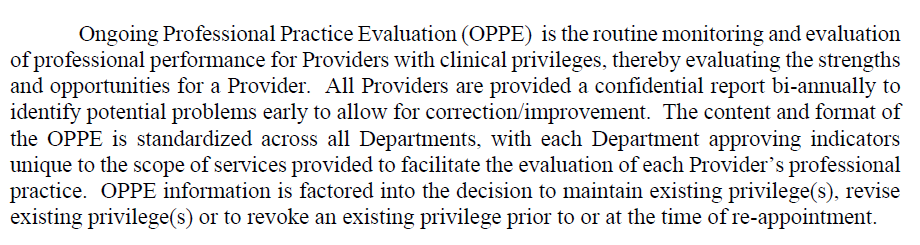 Ongoing Professional Practice Evaluation (OPPE) is the routine monitoring and evaluation
of professional performance for Providers with clinical privileges, thereby evaluating the strengths
and opportunities for a Provider. All Providers are provided a confidential report bi-annually to
identify potential problems early to allow for correction/improvement. The content and format of
the OPPE is standardized across all Departments, with each Department approving indicators
unique to the scope of services provided to facilitate the evaluation of each Provider's professional
practice. OPPE information is factored into the decision to maintain existing privilege(s), revise
existing privilege(s) or to revoke an existing privilege prior to or at the time of re-appointment.